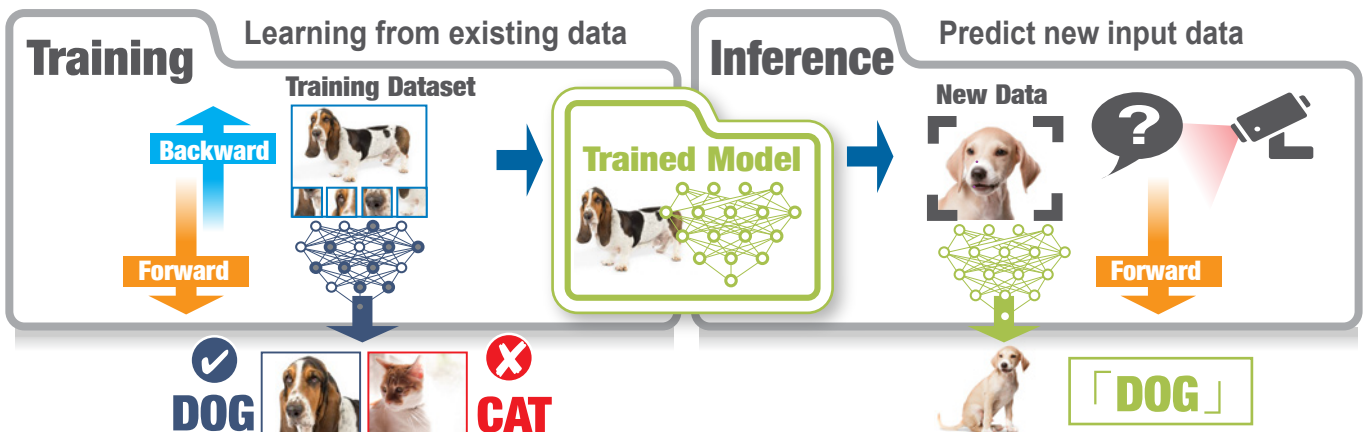 Training
Learning from existing data
Training Dataset
Backward
Forward
DOG
CAT
Trained Model
Inference
Predict new input data
New Data
?
Forward
「DOG」